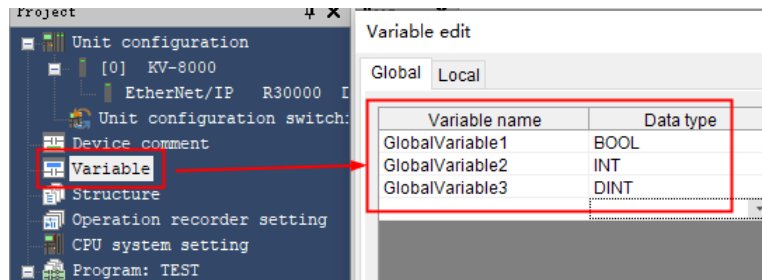 Project
Unit configuration
[0] KV-8000
EtherNet/IP R30000
Unit configuration switch
Device comment
Variable
Structure
Operation recorder setting
CPU system setting
Program: TEST
Variable edit
Global Local
Variable name Data type
GlobalVariable1 BOOL
GlobalVariable2 INT
GlobalVariable3 DINT